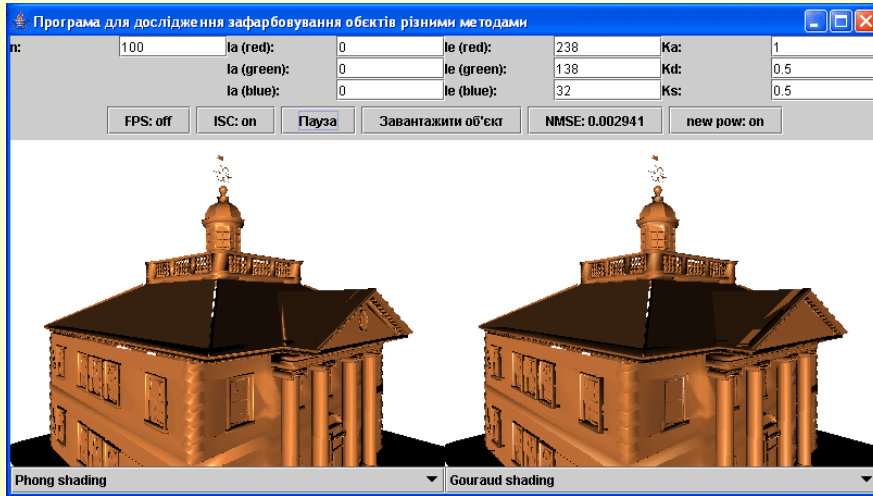 Програма для дослідження зафарбовування обєктів різними методами
n: 100 Ia (red): 0 Ie (red): 238 Ka: 1
Ia (green): 0 Ie (green): 138 Kd: 0.5
Ia (blue): 0 Ie (blue): 32 Ks: 0.5
FPS: off ISC: on Пауза Завантажити об'єкт NMSE: 0.002941 new pow: on
Phong shading Gouraud shading